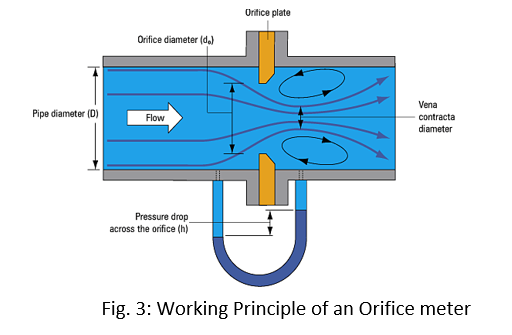 Orifice plate
Orifice diameter (dₒ)
Pipe diameter (D)
Flow
Vena
contracta
diameter
Pressure drop
across the orifice (h)
Fig. 3: Working Principle of an Orifice meter